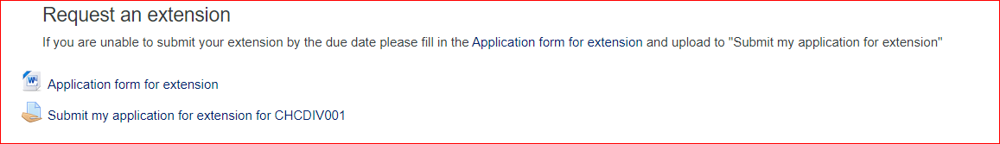 Request an extension
If you are unable to submit your extension by the due date please fill in the Application form for extension and upload to "Submit my application for extension"
Application form for extension
Submit my application for extension for CHCDIV001